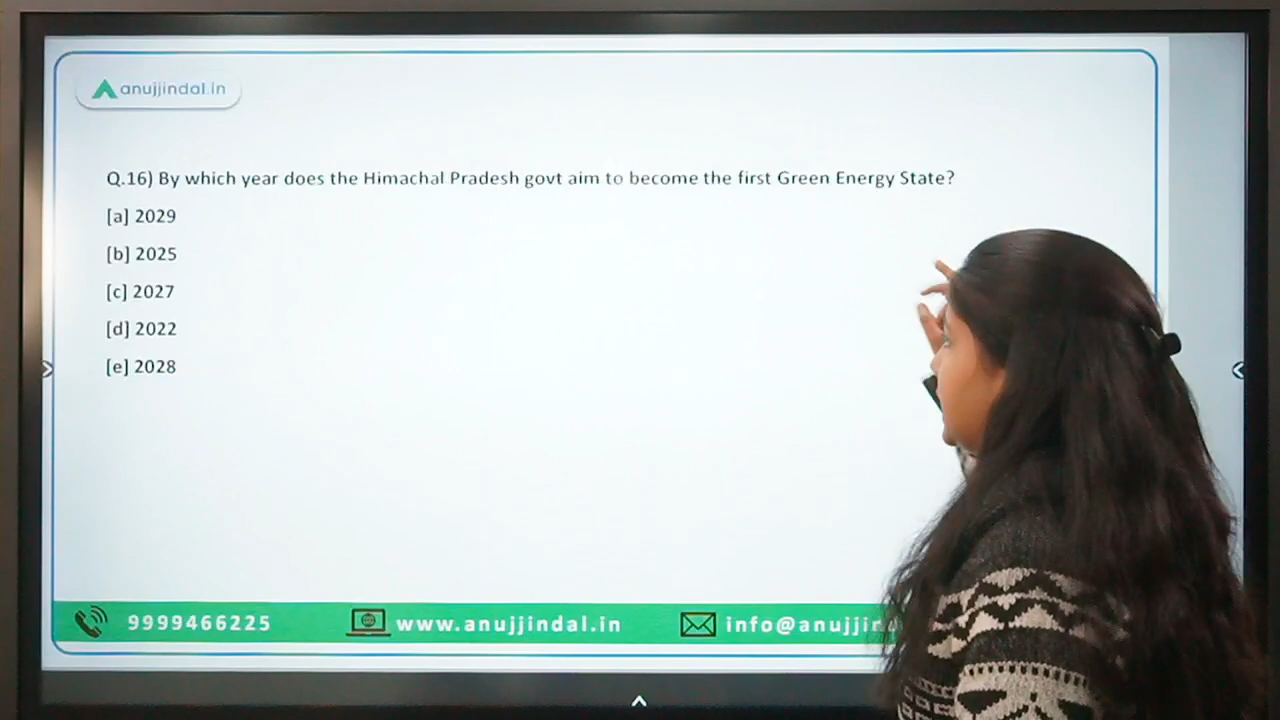 anujjindal.in
Q.16) By which year does the Himachal Pradesh govt aim to become the first Green Energy State?
[a] 2029
[b] 2025
[c] 2027
[d] 2022
[e] 2028
9999466225 www.anujjindal.in